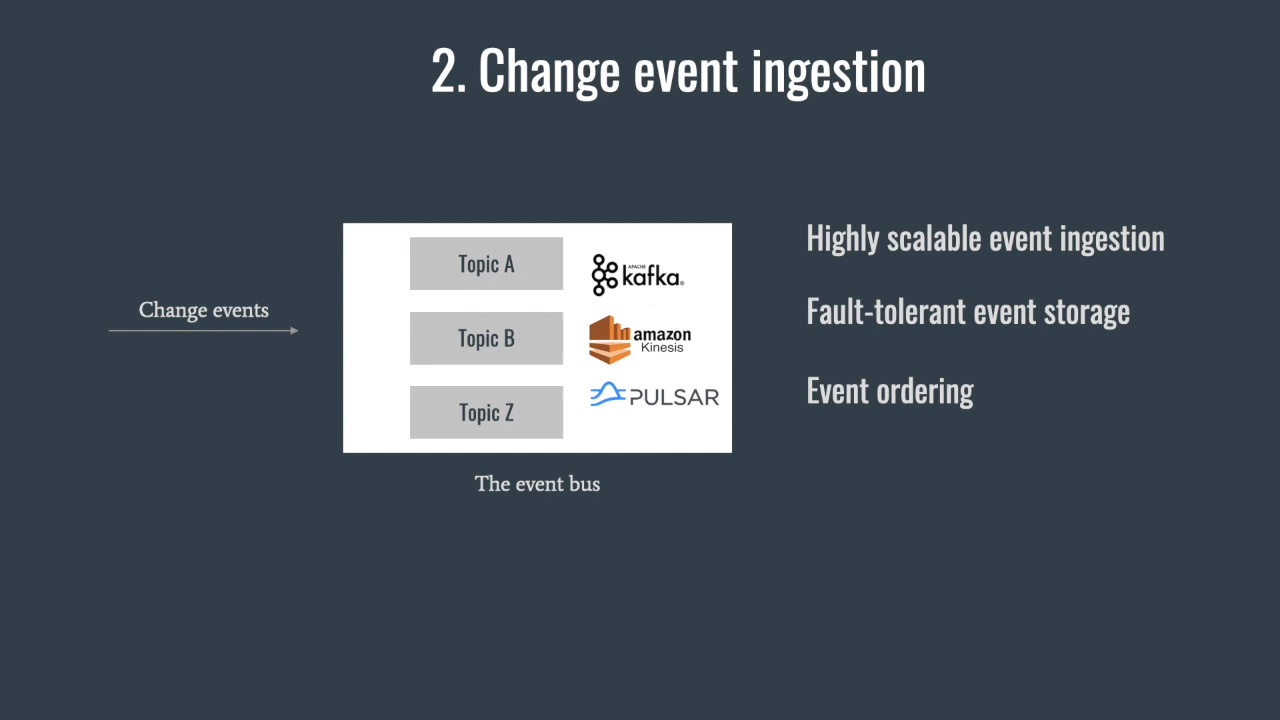 2. Change event ingestion
Change events
Topic A
Topic B
Topic Z
APACHE
kafka®
amazon
Kinesis
PULSAR
The event bus
Highly scalable event ingestion
Fault-tolerant event storage
Event ordering